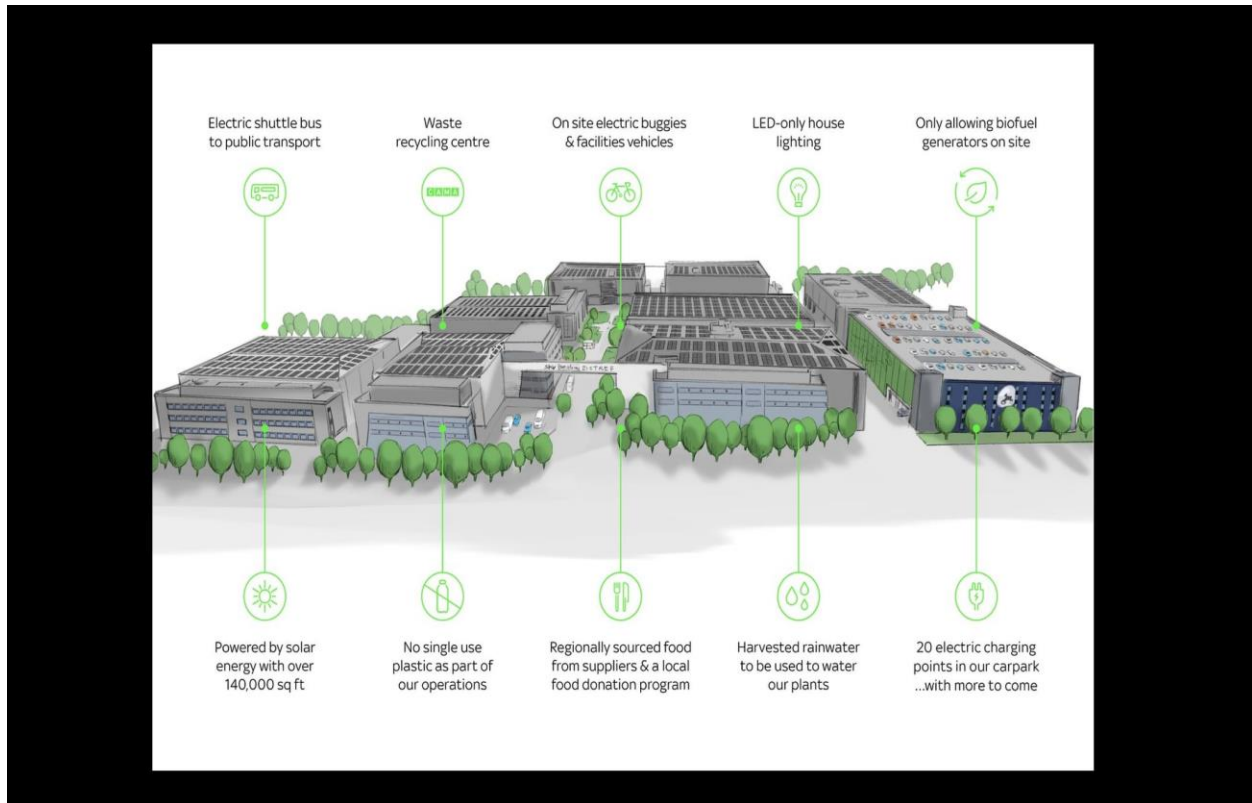 Electric shuttle bus
to public transport
Waste
recycling centre
On site electric buggies
& facilities vehicles
LED-only house
lighting
Only allowing biofuel
generators on site
CAMA
Powered by solar
energy with over
140,000 sq ft
No single use
plastic as part of
our operations
Regionally sourced food
from suppliers & a local
food donation program
Harvested rainwater
to be used to water
our plants
20 electric charging
points in our carpark
...with more to come